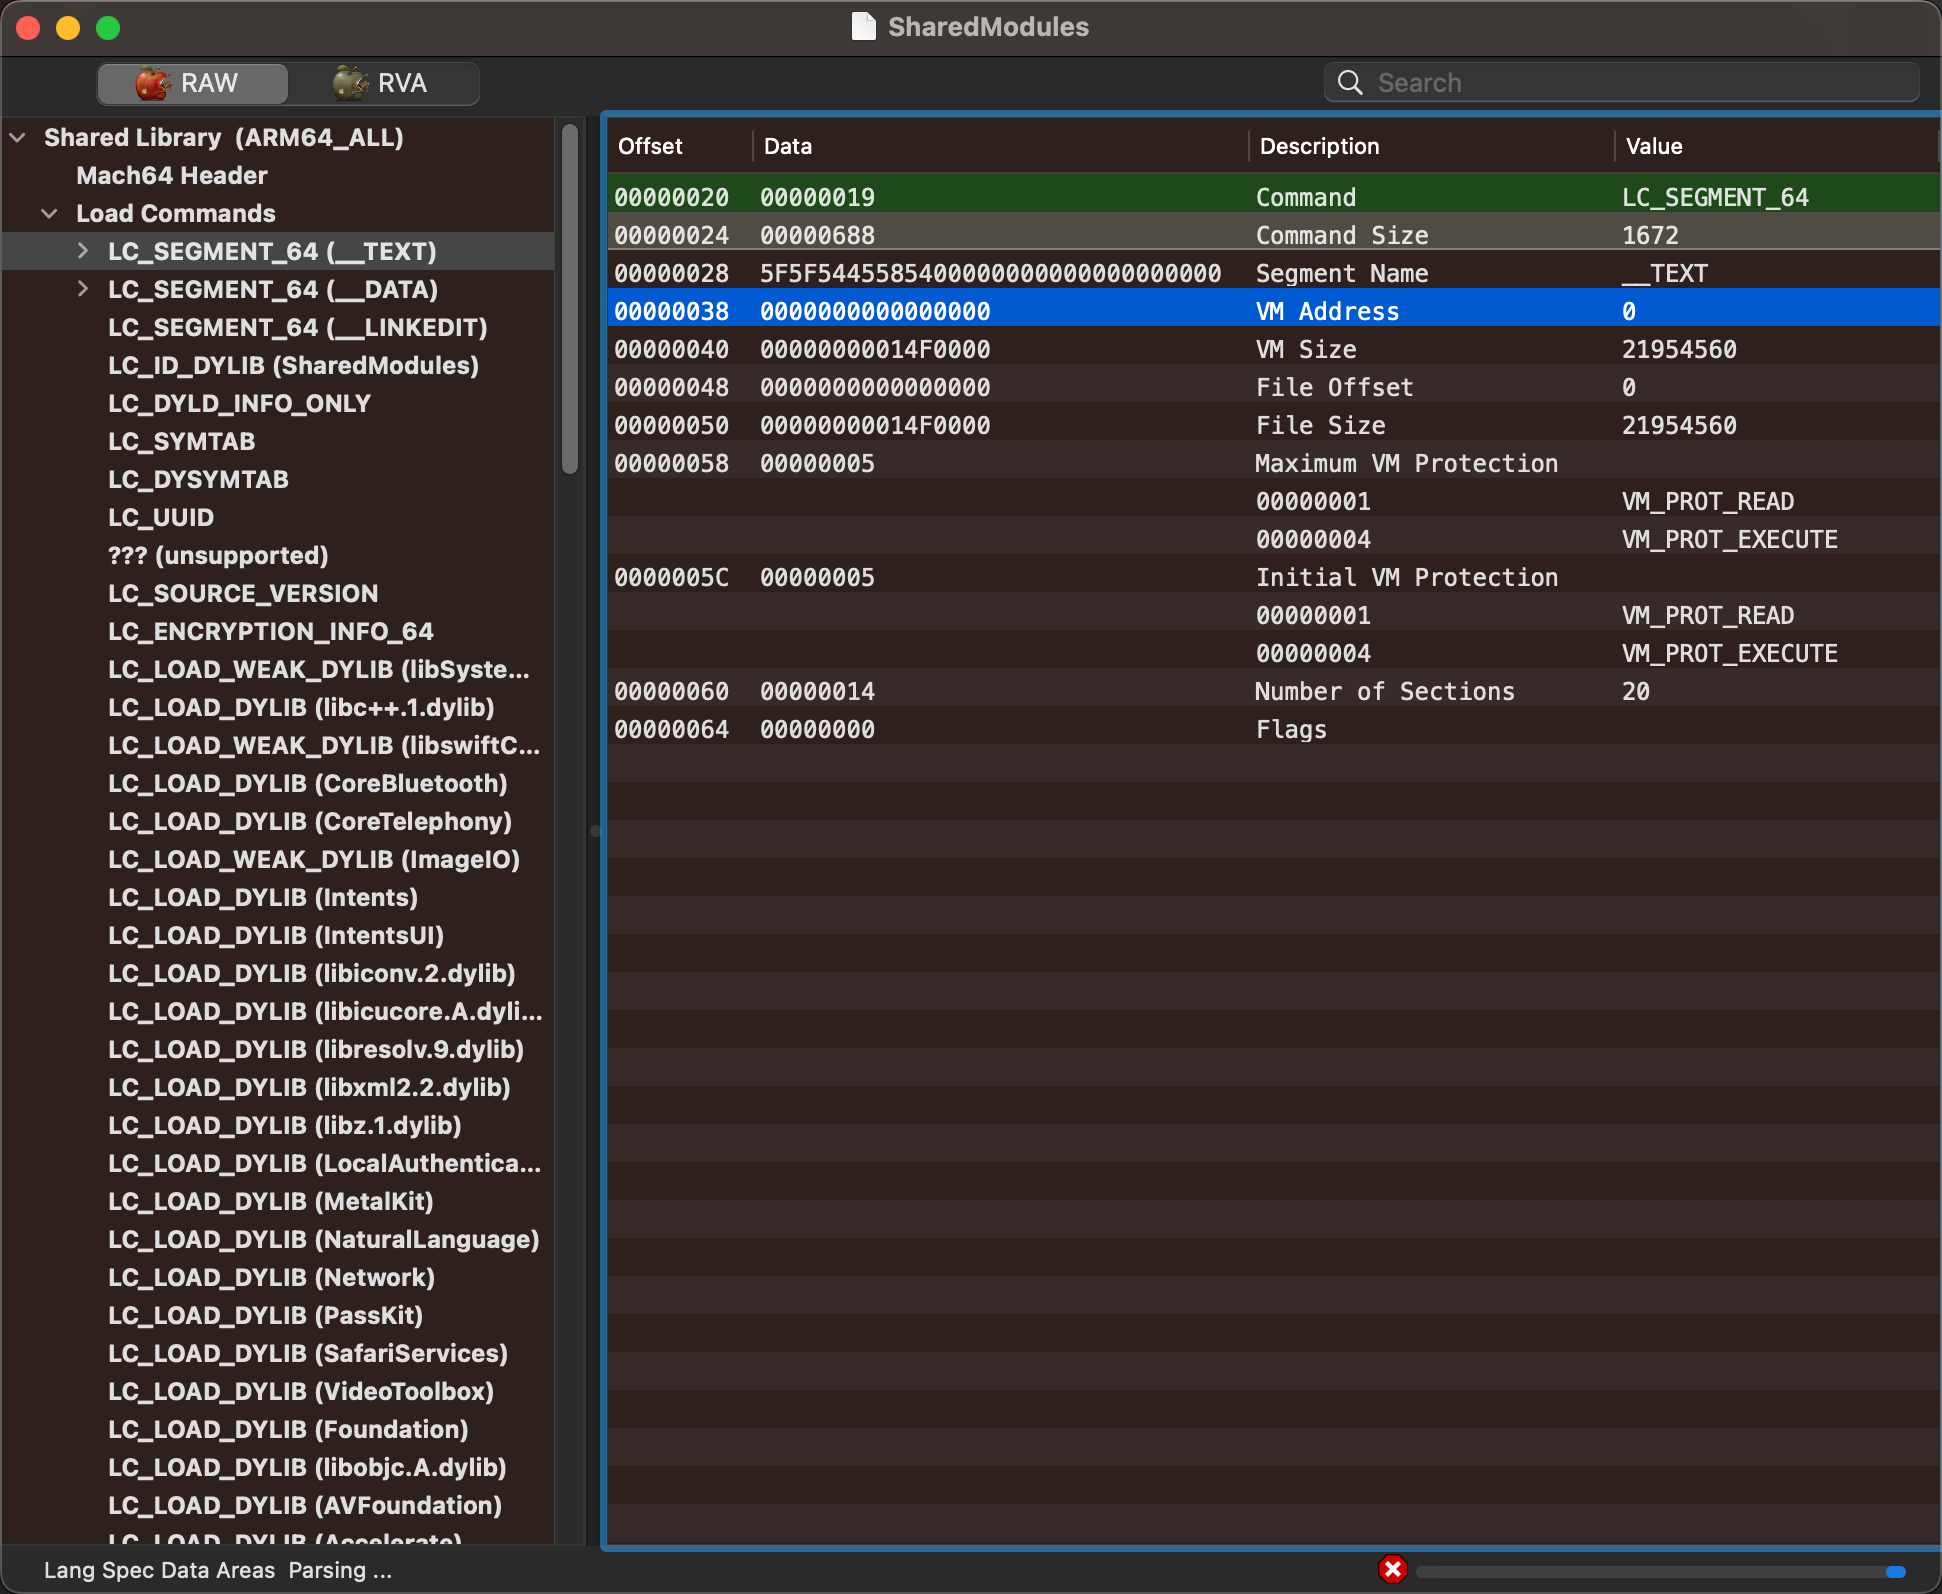 SharedModules
RAW
RVA
Search
Shared Library  (ARM64_ALL)
Mach64 Header
Load Commands
LC_SEGMENT_64 (__TEXT)
LC_SEGMENT_64 (__DATA)
LC_SEGMENT_64 (__LINKEDIT)
LC_ID_DYLIB (SharedModules)
LC_DYLD_INFO_ONLY
LC_SYMTAB
LC_DYSYMTAB
LC_UUID
??? (unsupported)
LC_SOURCE_VERSION
LC_ENCRYPTION_INFO_64
LC_LOAD_WEAK_DYLIB (libSyste...
LC_LOAD_DYLIB (libc++.1.dylib)
LC_LOAD_WEAK_DYLIB (libswiftC...
LC_LOAD_DYLIB (CoreBluetooth)
LC_LOAD_DYLIB (CoreTelephony)
LC_LOAD_WEAK_DYLIB (ImageIO)
LC_LOAD_DYLIB (Intents)
LC_LOAD_DYLIB (IntentsUI)
LC_LOAD_DYLIB (libiconv.2.dylib)
LC_LOAD_DYLIB (libicucore.A.dyli...
LC_LOAD_DYLIB (libresolv.9.dylib)
LC_LOAD_DYLIB (libxml2.2.dylib)
LC_LOAD_DYLIB (libz.1.dylib)
LC_LOAD_DYLIB (LocalAuthentica...
LC_LOAD_DYLIB (MetalKit)
LC_LOAD_DYLIB (NaturalLanguage)
LC_LOAD_DYLIB (Network)
LC_LOAD_DYLIB (PassKit)
LC_LOAD_DYLIB (SafariServices)
LC_LOAD_DYLIB (VideoToolbox)
LC_LOAD_DYLIB (Foundation)
LC_LOAD_DYLIB (libobjc.A.dylib)
LC_LOAD_DYLIB (AVFoundation)
LC_LOAD_DYLIB (Accelerate)
Offset Data Description Value
00000020 00000019 Command LC_SEGMENT_64
00000024 00000688 Command Size 1672
00000028 5F5F5445585400000000000000000000 Segment Name __TEXT
00000038 0000000000000000 VM Address 0
00000040 00000000014F0000 VM Size 21954560
00000048 0000000000000000 File Offset 0
00000050 00000000014F0000 File Size 21954560
00000058 00000005 Maximum VM Protection
00000001 VM_PROT_READ
00000004 VM_PROT_EXECUTE
0000005C 00000005 Initial VM Protection
00000001 VM_PROT_READ
00000004 VM_PROT_EXECUTE
00000060 00000014 Number of Sections 20
00000064 00000000 Flags
Lang Spec Data Areas  Parsing ...